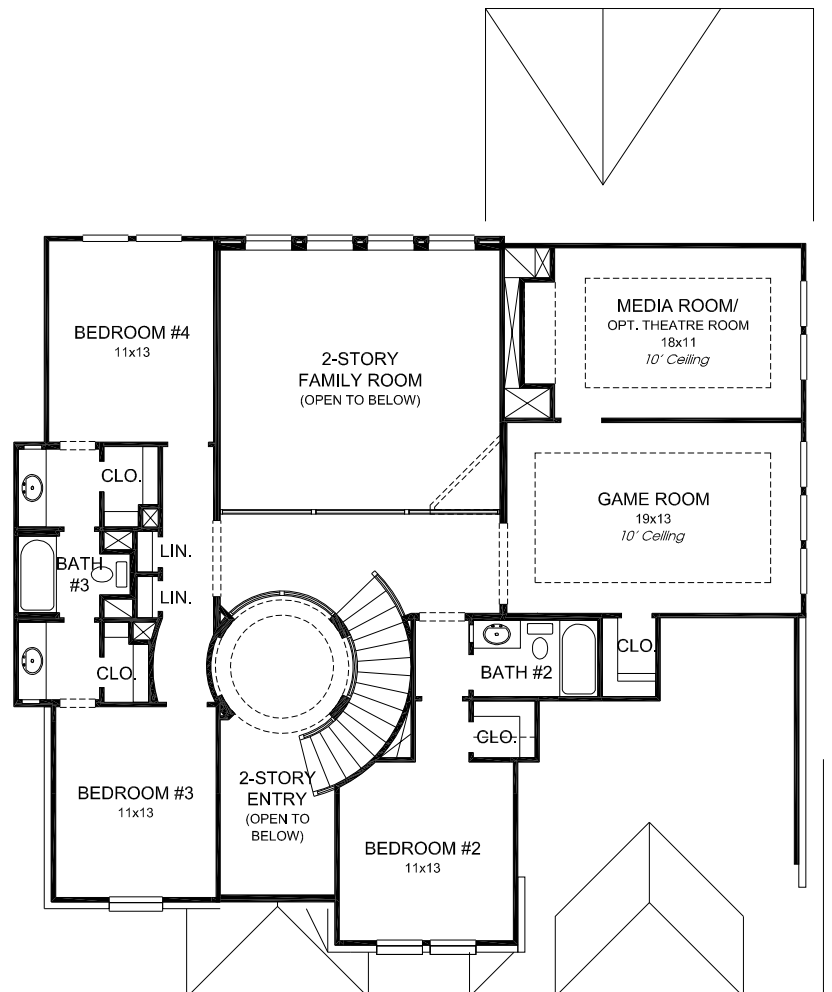 MEDIA ROOM/
OPT. THEATRE ROOM
18x11
10' Ceiling
BEDROOM #4
11x13
2-STORY
FAMILY ROOM
(OPEN TO BELOW)
CLO.
GAME ROOM
19x13
10' Ceiling
LIN.
BATH
#3
LIN.
CLO.
BATH #2
CLO.
CLO.
2-STORY
ENTRY
(OPEN TO
BELOW)
BEDROOM #3
11x13
BEDROOM #2
11x13